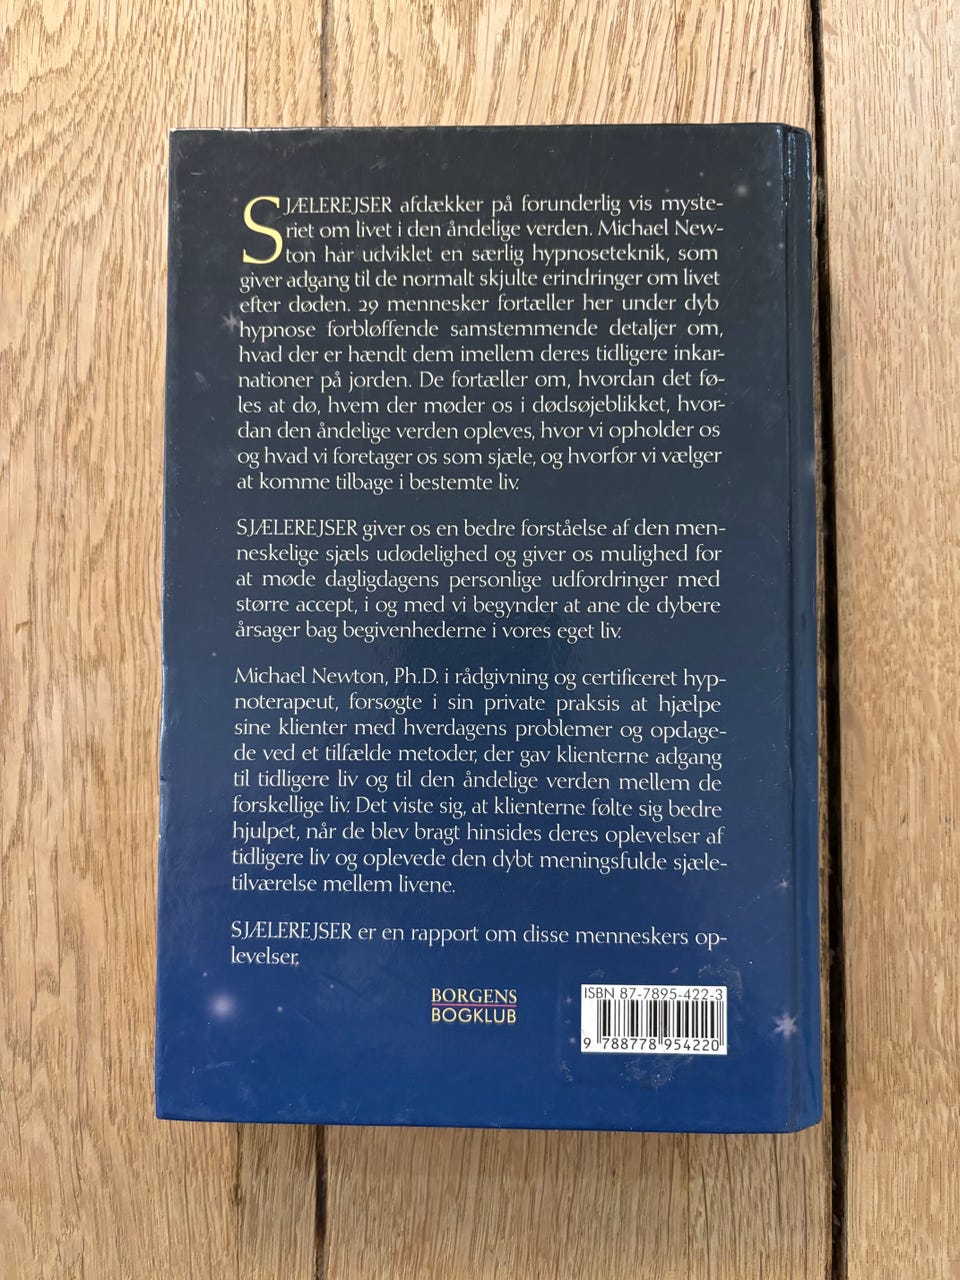 SJÆLEREJSER afdækker på forunderlig vis myste-
riet om livet i den åndelige verden. Michael New-
ton har udviklet en særlig hypnoseteknik, som
giver adgang til de normalt skjulte erindringer om livet
efter døden. 29 mennesker fortæller her under dyb
hypnose forbløffende samstemmende detaljer om,
hvad der er hændt dem imellem deres tidligere inkar-
nationer på jorden. De fortæller om, hvordan det fø-
les at dø, hvem der møder os i dødsøjeblikket, hvor-
dan den åndelige verden opleves, hvor vi opholder os
og hvad vi foretager os som sjæle, og hvorfor vi vælger
at komme tilbage i bestemte liv.
SJÆLEREJSER giver os en bedre forståelse af den men-
neskelige sjæls udødelighed og giver os mulighed for
at møde dagligdagens personlige udfordringer med
større accept, i og med vi begynder at ane de dybere
årsager bag begivenhederne i vores eget liv.
Michael Newton, Ph.D. i rådgivning og certificeret hyp-
noterapeut, forsøgte i sin private praksis at hjælpe
sine klienter med hverdagens problemer og opdage-
de ved et tilfælde metoder, der gav klienterne adgang
til tidligere liv og til den åndelige verden mellem de
forskellige liv. Det viste sig, at klienterne følte sig bedre
hjulpet, når de blev bragt hinsides deres oplevelser af
tidligere liv og oplevede den dybt meningsfulde sjæle-
tilværelse mellem livene.
SJÆLEREJSER er en rapport om disse menneskers op-
levelser.
BORGENS
BOGKLUB
ISBN 87-7895-422-3
9 788778 954220